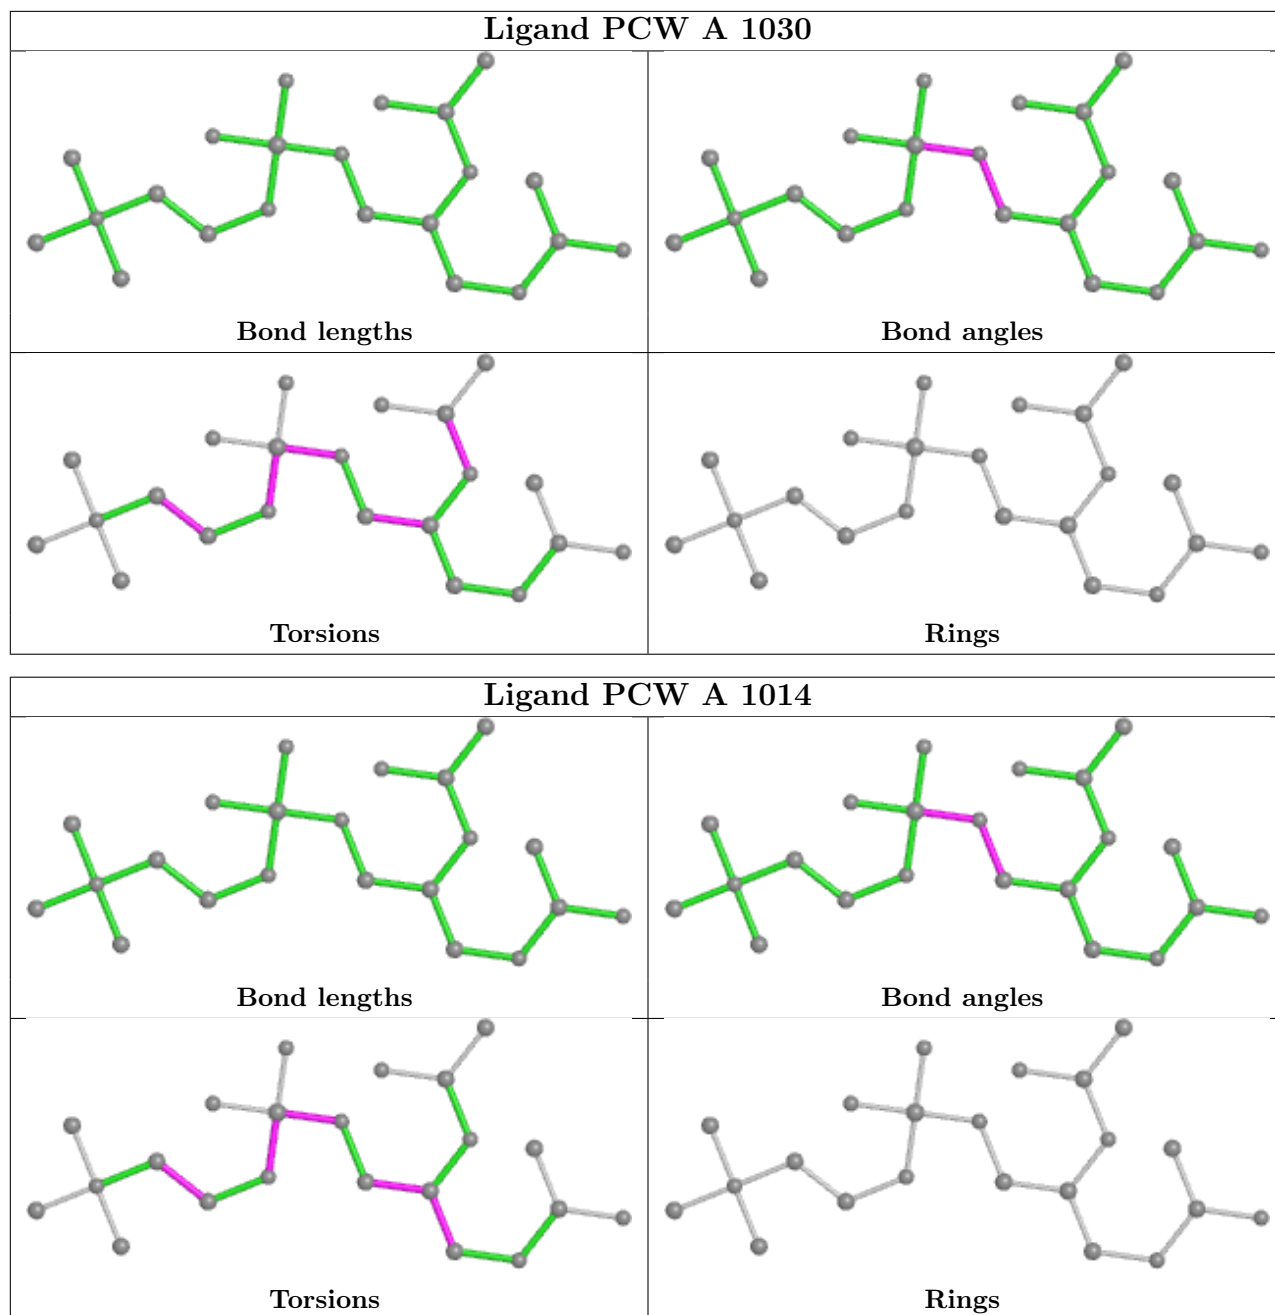 Ligand PCW A 1030
Bond lengths
Bond angles
Torsions
Rings
Ligand PCW A 1014
Bond lengths
Bond angles
Torsions
Rings